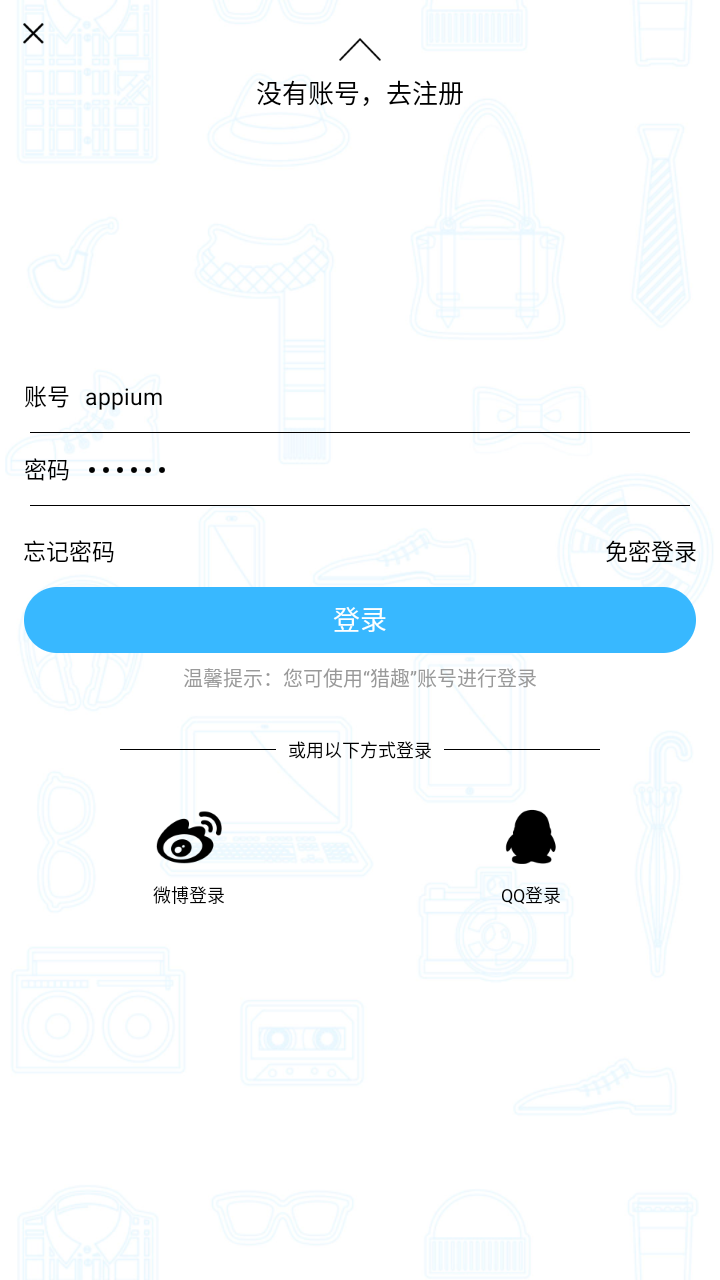 没有账号，去注册
账号 appium
密码 ••••••
忘记密码 免密登录
登录
温馨提示：您可使用“猎趣”账号进行登录
或用以下方式登录
微博登录 QQ登录